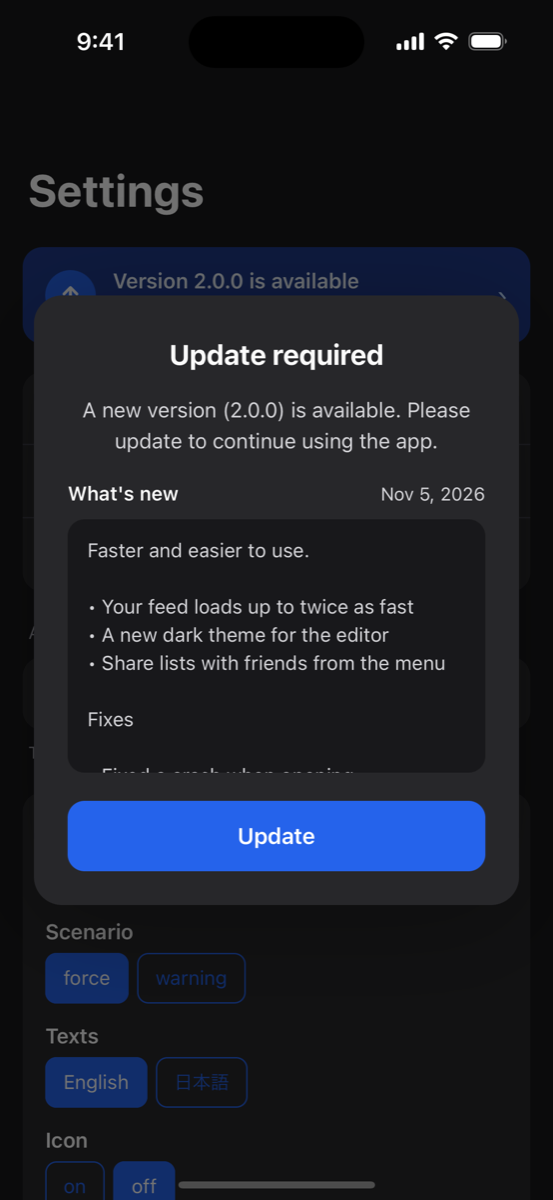 9:41
Settings
Version 2.0.0 is available
Update required
A new version (2.0.0) is available. Please
update to continue using the app.
What's new
Nov 5, 2026
Faster and easier to use.
• Your feed loads up to twice as fast
• A new dark theme for the editor
• Share lists with friends from the menu
Fixes
Scenario
force
warning
Texts
English
日本語
Icon
on
off